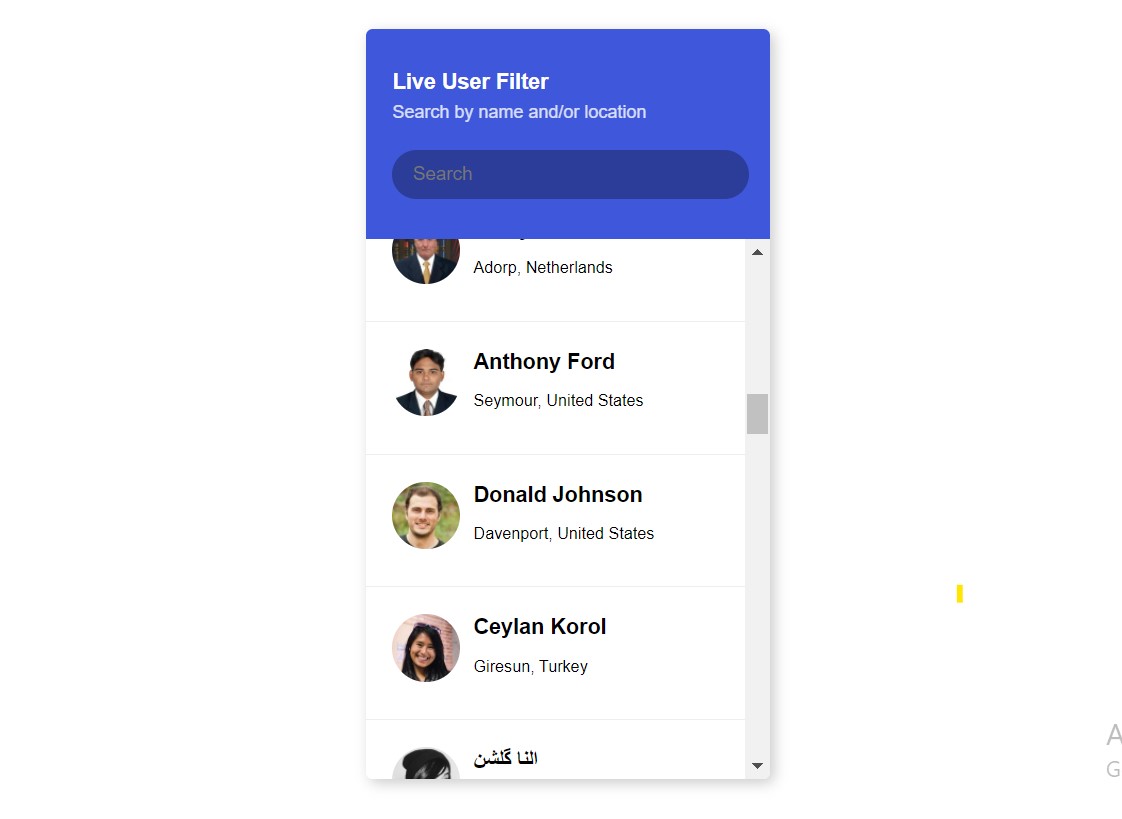 Live User Filter
Search by name and/or location
Search
Adorp, Netherlands
Anthony Ford
Seymour, United States
Donald Johnson
Davenport, United States
Ceylan Korol
Giresun, Turkey
النا گلشن
A
G